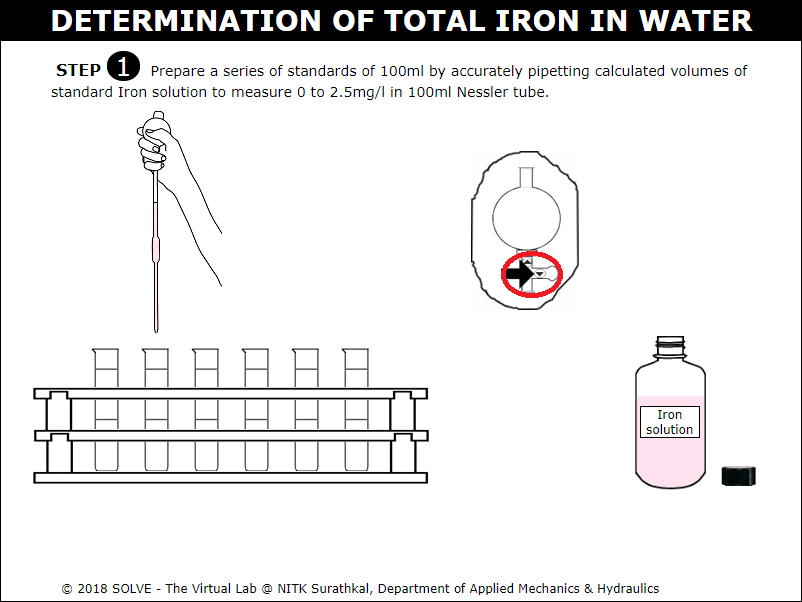 DETERMINATION OF TOTAL IRON IN WATER
STEP 1 Prepare a series of standards of 100ml by accurately pipetting calculated volumes of
standard Iron solution to measure 0 to 2.5mg/l in 100ml Nessler tube.
Iron
solution
© 2018 SOLVE - The Virtual Lab @ NITK Surathkal, Department of Applied Mechanics & Hydraulics